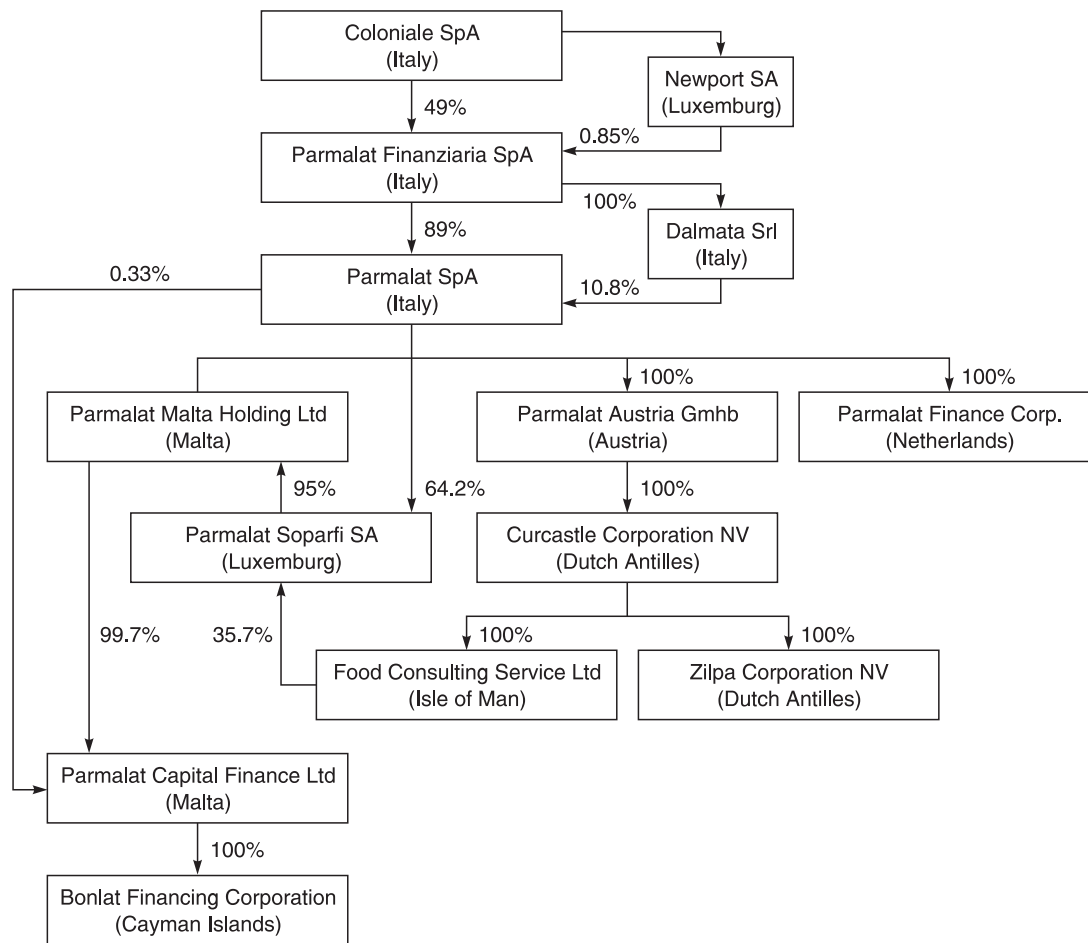 Coloniale SpA
(Italy)
Newport SA
(Luxemburg)
49%
0.85%
Parmalat Finanziaria SpA
(Italy)
100%
89%
Dalmata Srl
(Italy)
0.33%
Parmalat SpA
(Italy)
10.8%
100%
100%
Parmalat Malta Holding Ltd
(Malta)
Parmalat Austria Gmhb
(Austria)
Parmalat Finance Corp.
(Netherlands)
95%
64.2%
100%
Parmalat Soparfi SA
(Luxemburg)
Curcastle Corporation NV
(Dutch Antilles)
99.7%
35.7%
100%
100%
Food Consulting Service Ltd
(Isle of Man)
Zilpa Corporation NV
(Dutch Antilles)
Parmalat Capital Finance Ltd
(Malta)
100%
Bonlat Financing Corporation
(Cayman Islands)